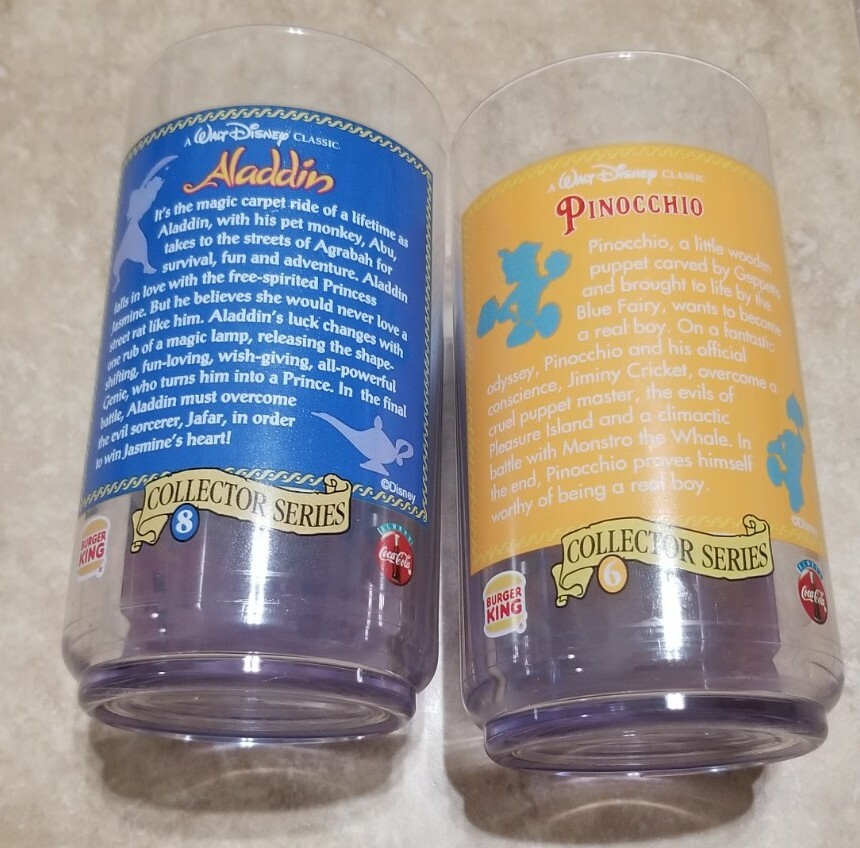 A Walt Disney CLASSIC
Aladdin
It's the magic carpet ride of a lifetime as
Aladdin, with his pet monkey, Abu,
takes to the streets of Agrabah for
survival, fun and adventure. Aladdin
falls in love with the free-spirited Princess
Jasmine. But he believes she would never love a
street rat like him. Aladdin's luck changes with
one rub of a magic lamp, releasing the shape-
shifting, fun-loving, wish-giving, all-powerful
Genie, who turns him into a Prince. In the final
battle, Aladdin must overcome
the evil sorcerer, Jafar, in order
to win Jasmine's heart!
©Disney
COLLECTOR SERIES
8
BURGER
KING
Coca-Cola
A Walt Disney CLASSIC
PINOCCHIO
Pinocchio, a little wooden
puppet carved by Geppetto
and brought to life by the
Blue Fairy, wants to become
a real boy. On a fantastic
odyssey, Pinocchio and his official
conscience, Jiminy Cricket, overcome a
cruel puppet master, the evils of
Pleasure Island and a climactic
battle with Monstro the Whale. In
the end, Pinocchio proves himself
worthy of being a real boy.
©Disney
COLLECTOR SERIES
6
BURGER
KING
Coca-Cola